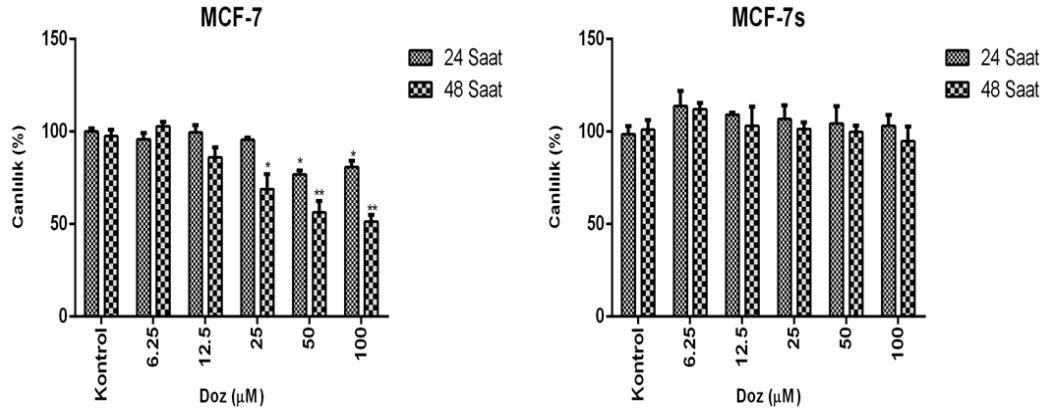 MCF-7
150
100
50
0
Canlılık (%)
Kontrol
6.25
12.5
25
50
100
Doz (µM)
24 Saat
48 Saat
*
*
**
*
**
MCF-7s
150
100
50
0
Canlılık (%)
Kontrol
6.25
12.5
25
50
100
Doz (µM)
24 Saat
48 Saat